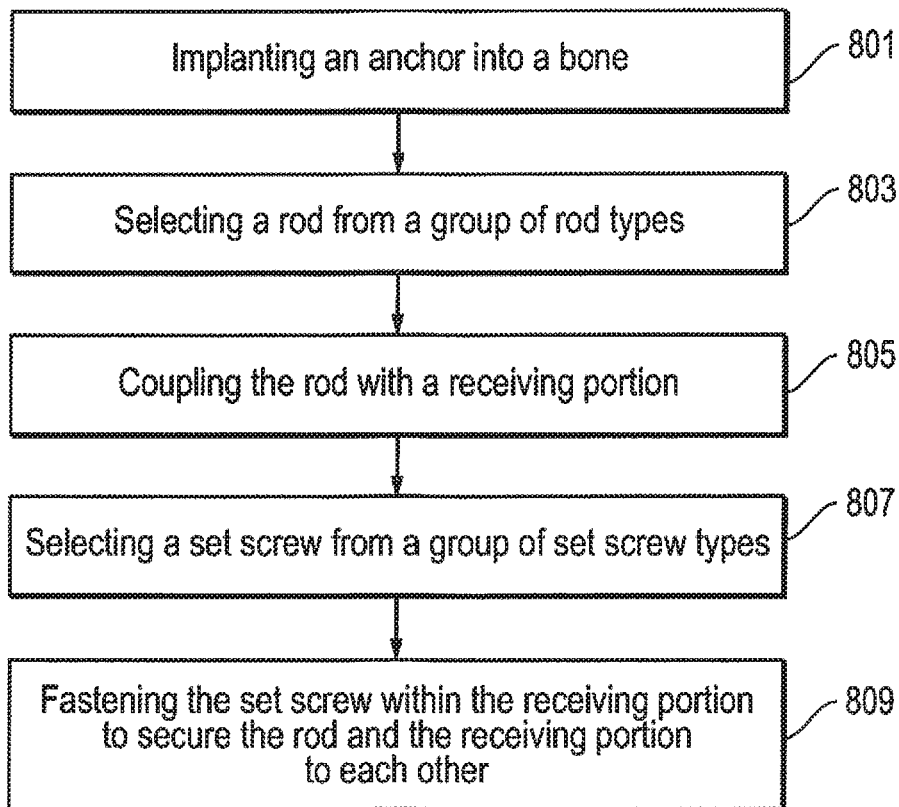 Implanting an anchor into a bone
801
Selecting a rod from a group of rod types
803
Coupling the rod with a receiving portion
805
Selecting a set screw from a group of set screw types
807
Fastening the set screw within the receiving portion
to secure the rod and the receiving portion
to each other
809